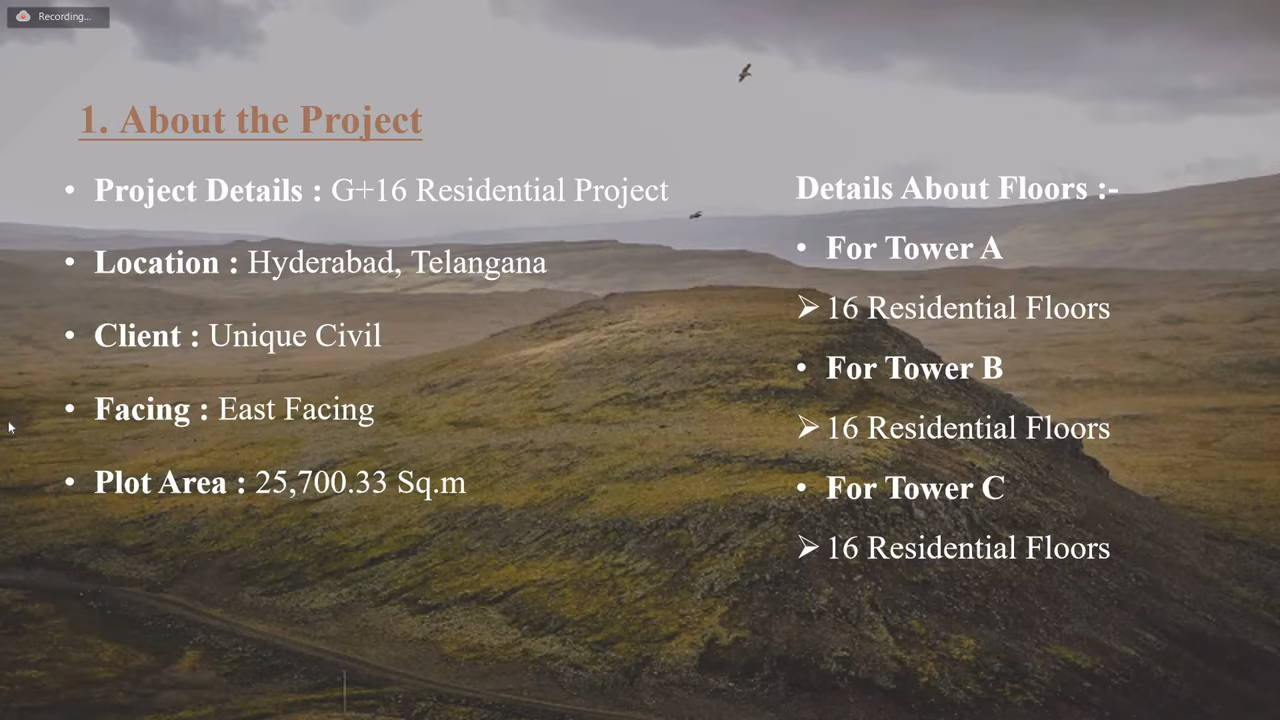 Recording...
1. About the Project
• Project Details : G+16 Residential Project
• Location : Hyderabad, Telangana
• Client : Unique Civil
• Facing : East Facing
• Plot Area : 25,700.33 Sq.m
Details About Floors :-
• For Tower A
➢ 16 Residential Floors
• For Tower B
➢ 16 Residential Floors
• For Tower C
➢ 16 Residential Floors